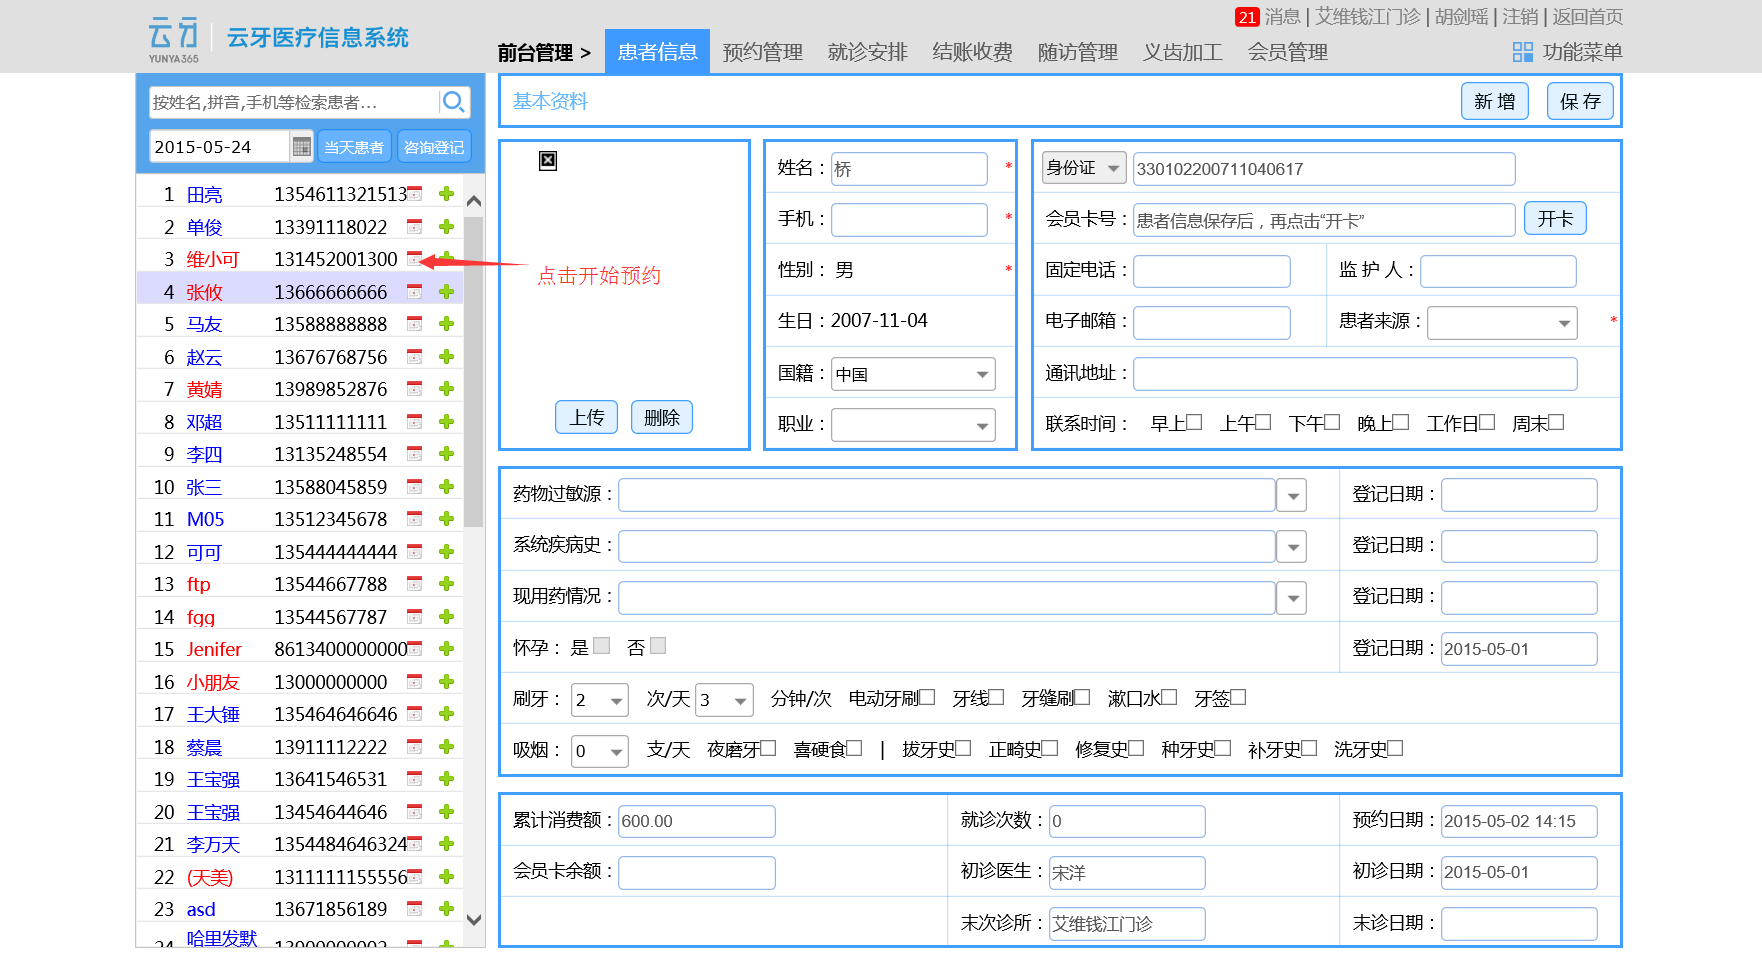 21 消息 | 艾维钱江门诊 | 胡剑瑶 | 注销 | 返回首页
云牙 YUNYA365 云牙医疗信息系统
前台管理 > 患者信息 预约管理 就诊安排 结账收费 随访管理 义齿加工 会员管理 功能菜单
按姓名,拼音,手机等检索患者...
2015-05-24 当天患者 咨询登记
1 田亮 1354611321513
2 单俊 13391118022
3 维小可 131452001300
4 张攸 13666666666
5 马友 13588888888
6 赵云 13676768756
7 黄婧 13989852876
8 邓超 13511111111
9 李四 13135248554
10 张三 13588045859
11 M05 13512345678
12 可可 135444444444
13 ftp 13544667788
14 fgg 13544567787
15 Jenifer 8613400000000
16 小朋友 13000000000
17 王大锤 135464646646
18 蔡晨 13911112222
19 王宝强 13641546531
20 王宝强 13454644646
21 李万天 1354484646324
22 (天美) 1311111155556
23 asd 13671856189
24 哈里发默
基本资料 新 增 保 存
点击开始预约
上传 删除
姓名： 桥 *
手机： *
性别： 男 *
生日：2007-11-04
国籍： 中国
职业：
身份证 330102200711040617
会员卡号： 患者信息保存后，再点击“开卡” 开卡
固定电话： 监 护 人：
电子邮箱： 患者来源： *
通讯地址：
联系时间： 早上 上午 下午 晚上 工作日 周末
药物过敏源： 登记日期：
系统疾病史： 登记日期：
现用药情况： 登记日期：
怀孕： 是 否 登记日期： 2015-05-01
刷牙： 2 次/天 3 分钟/次 电动牙刷 牙线 牙缝刷 漱口水 牙签
吸烟： 0 支/天 夜磨牙 喜硬食 | 拔牙史 正畸史 修复史 种牙史 补牙史 洗牙史
累计消费额： 600.00 就诊次数： 0 预约日期： 2015-05-02 14:15
会员卡余额： 初诊医生： 宋洋 初诊日期： 2015-05-01
末次诊所： 艾维钱江门诊 末诊日期：